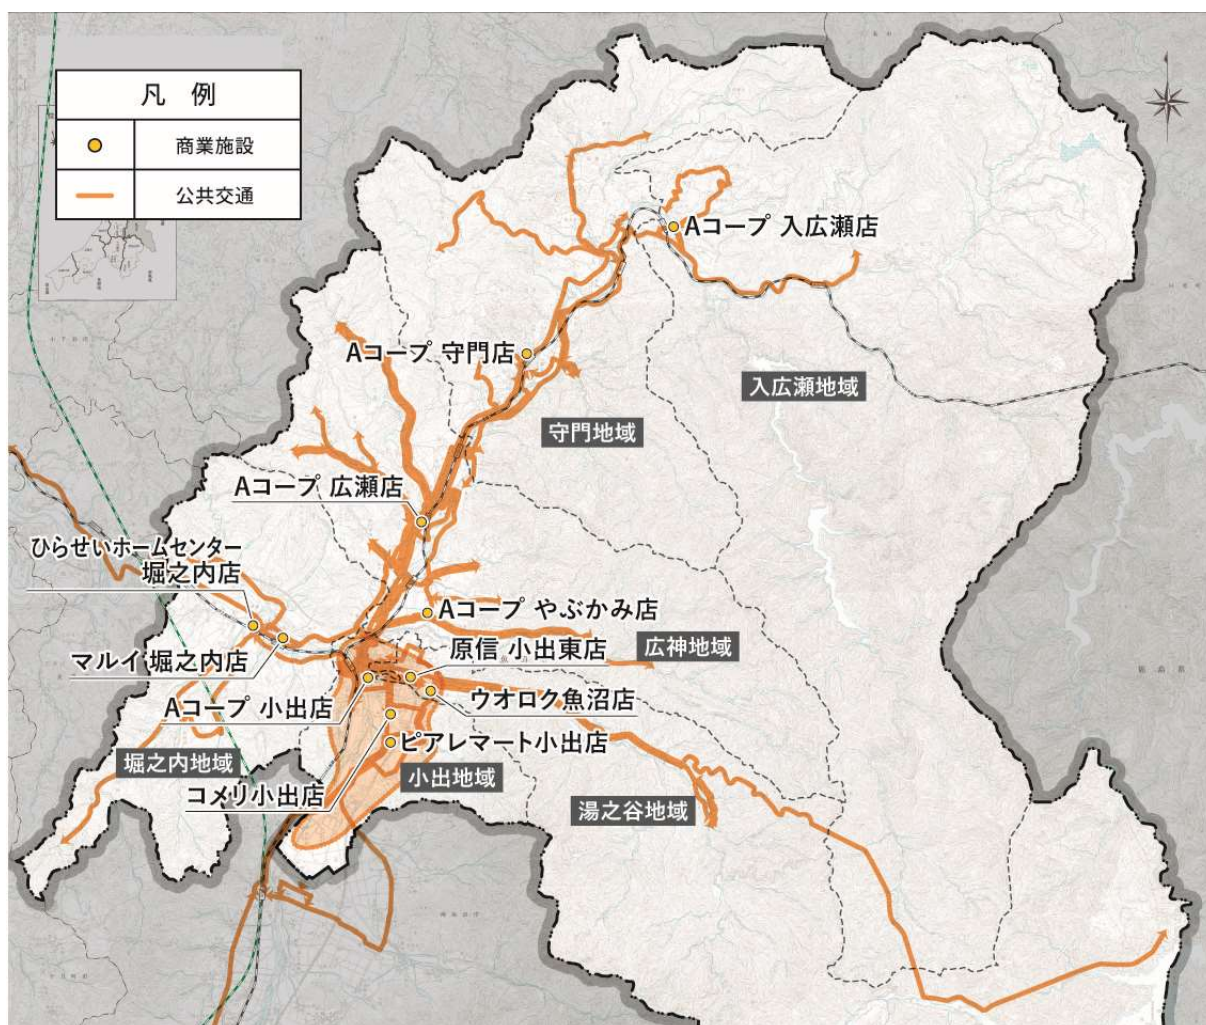 凡 例
商業施設
公共交通
Aコープ 入広瀬店
Aコープ 守門店
入広瀬地域
守門地域
Aコープ 広瀬店
ひらせいホームセンター
堀之内店
Aコープ やぶかみ店
広神地域
原信 小出東店
マルイ 堀之内店
ウオロク魚沼店
Aコープ 小出店
ピアレマート小出店
堀之内地域
小出地域
コメリ小出店
湯之谷地域